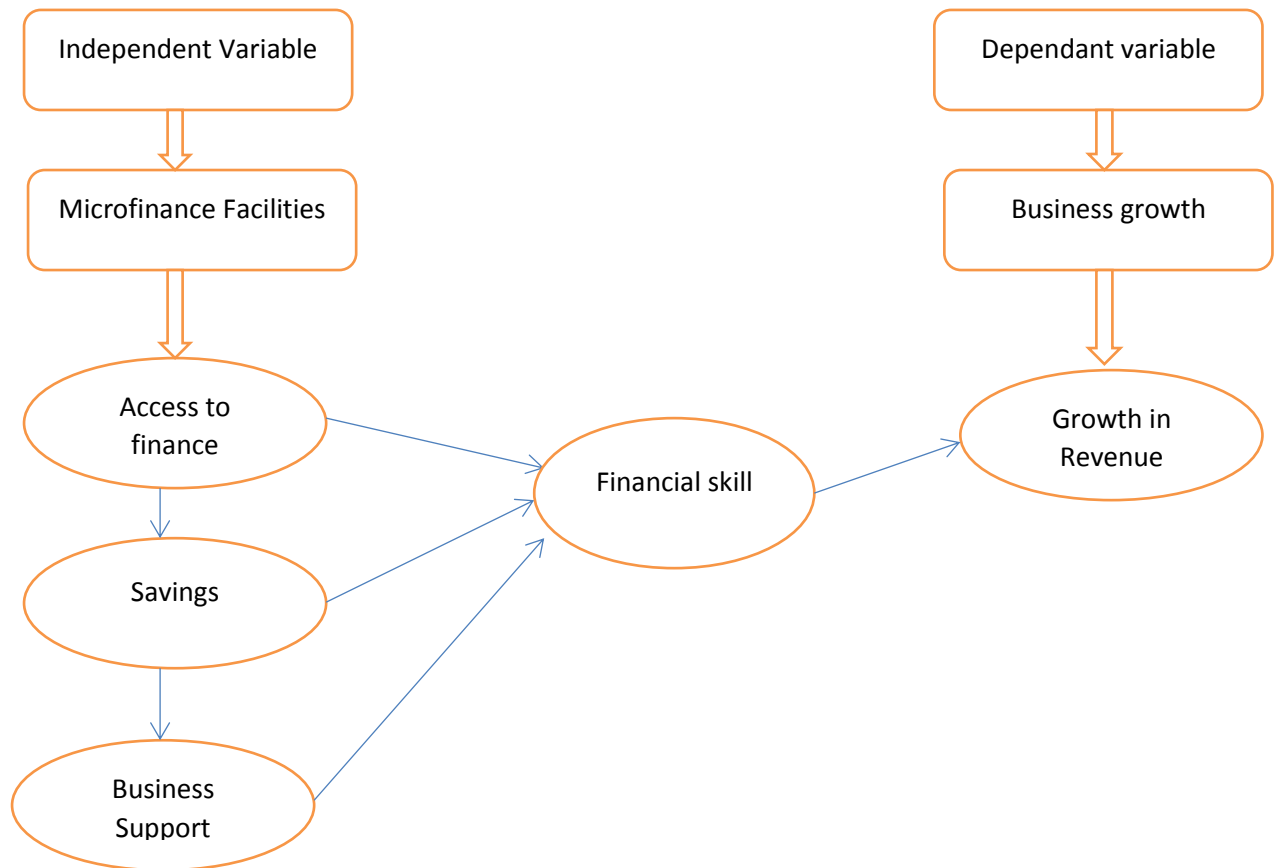 Independent Variable
Dependant variable
Microfinance Facilities
Business growth
Access to
finance
Growth in
Revenue
Financial skill
Savings
Business
Support